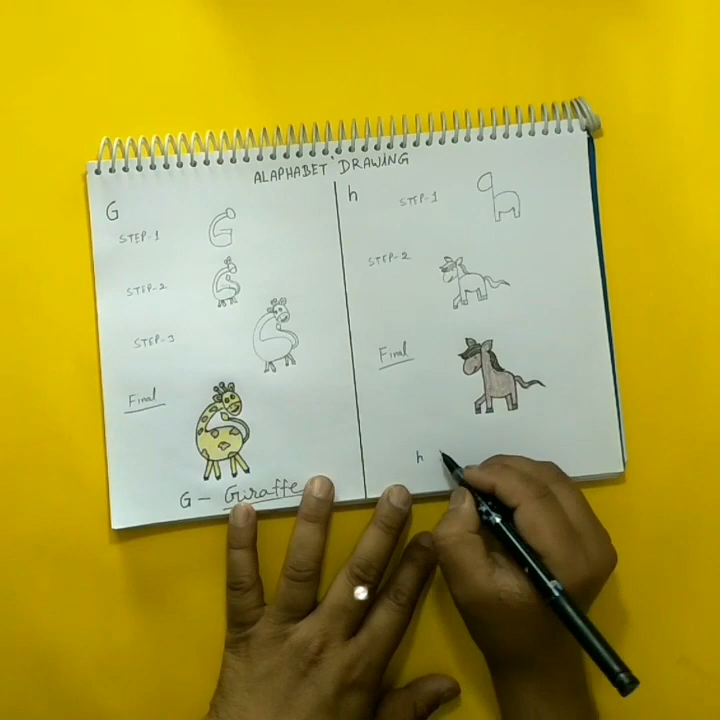 ALAPHABET DRAWING
G
STEP-1
STEP-2
STEP-3
Final
G - Giraffe
h
STEP-1
STEP-2
Final
h